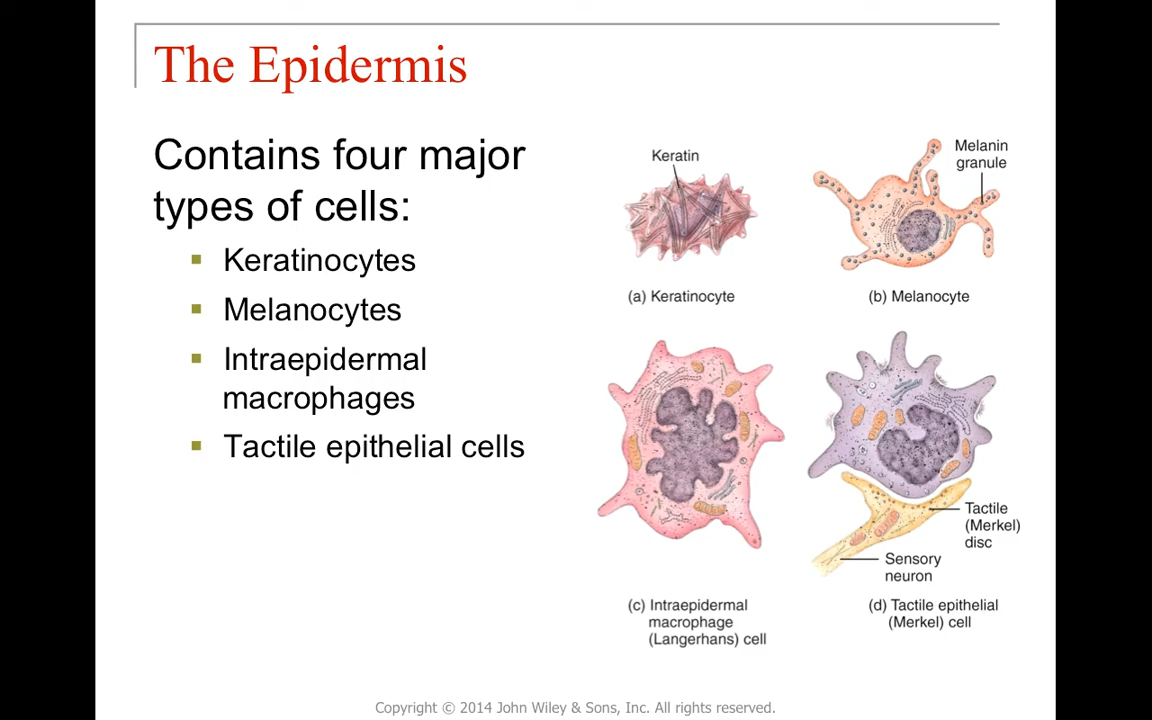 The Epidermis
Contains four major
types of cells:
▪ Keratinocytes
▪ Melanocytes
▪ Intraepidermal
macrophages
▪ Tactile epithelial cells
Keratin
Melanin
granule
(a) Keratinocyte
(b) Melanocyte
Tactile
(Merkel)
disc
Sensory
neuron
(c) Intraepidermal
macrophage
(Langerhans) cell
(d) Tactile epithelial
(Merkel) cell
Copyright © 2014 John Wiley & Sons, Inc. All rights reserved.